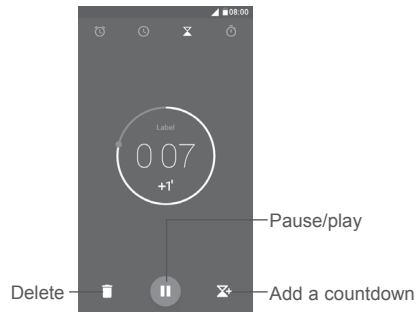 08:00
Label
0 07
+1'
Pause/play
Delete
Add a countdown